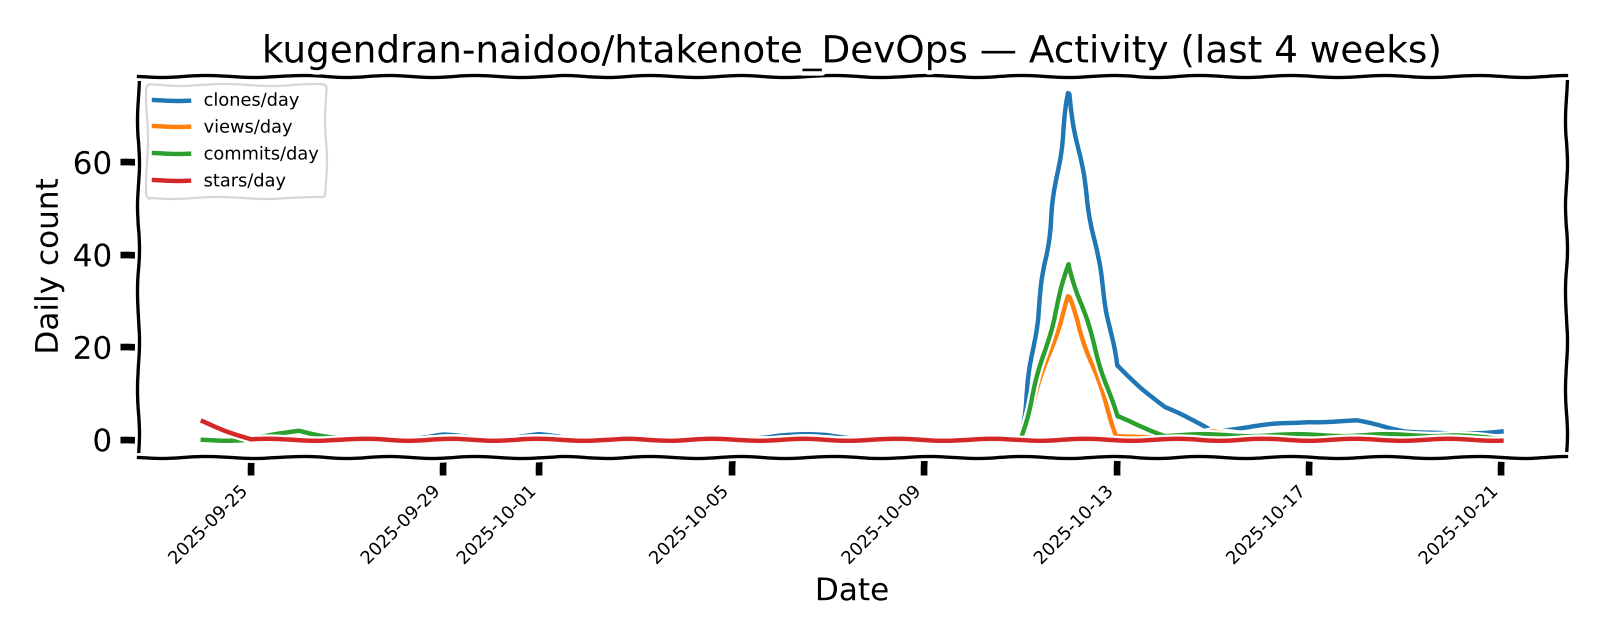 kugendran-naidoo/htakenote_DevOps — Activity (last 4 weeks)
clones/day
views/day
commits/day
stars/day
Daily count
60
40
20
0
2025-09-25
2025-09-29
2025-10-01
2025-10-05
2025-10-09
2025-10-13
2025-10-17
2025-10-21
Date